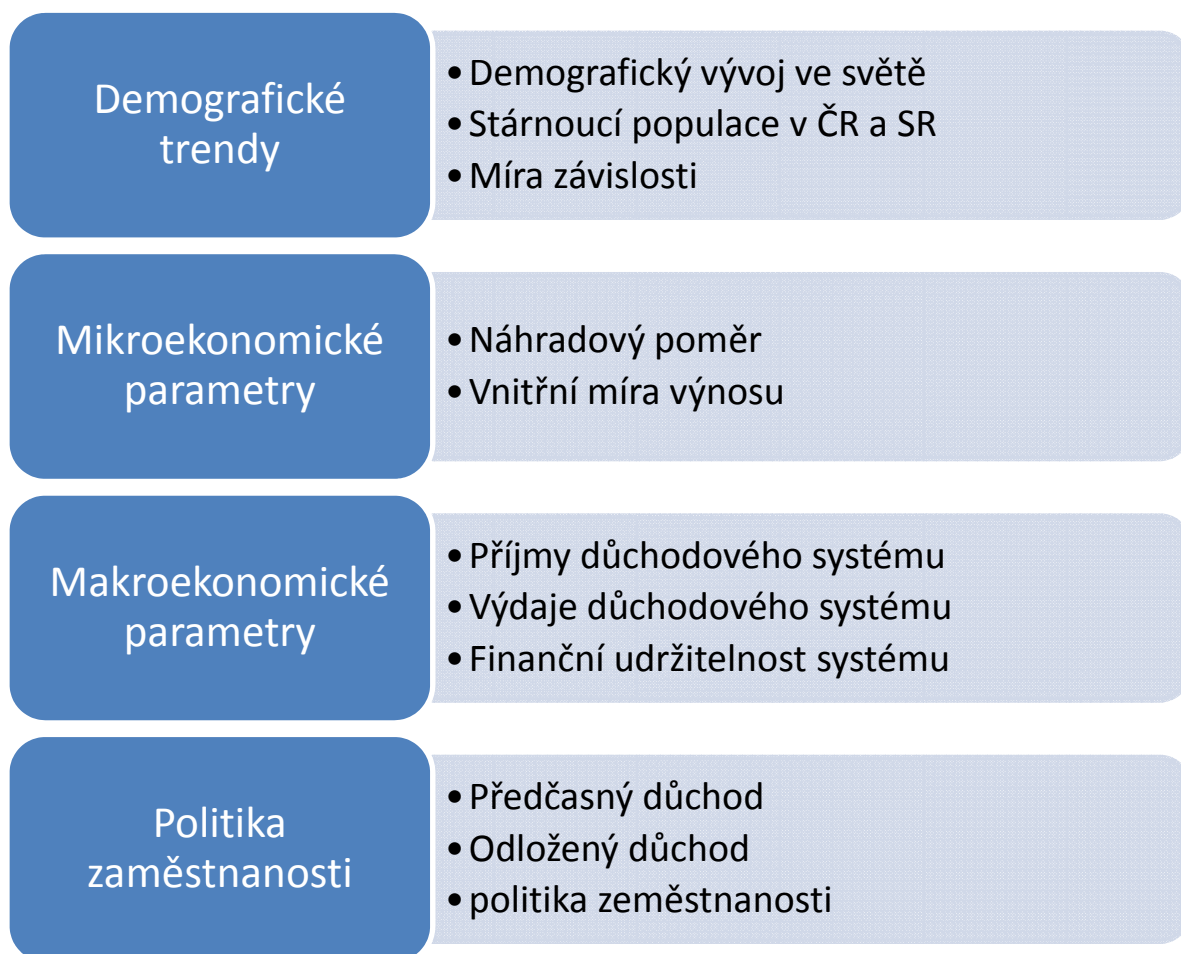 Demografické
trendy
• Demografický vývoj ve světě
• Stárnoucí populace v ČR a SR
• Míra závislosti
Mikroekonomické
parametry
• Náhradový poměr
• Vnitřní míra výnosu
Makroekonomické
parametry
• Příjmy důchodového systému
• Výdaje důchodového systému
• Finanční udržitelnost systému
Politika
zaměstnanosti
• Předčasný důchod
• Odložený důchod
• politika zeměstnanosti